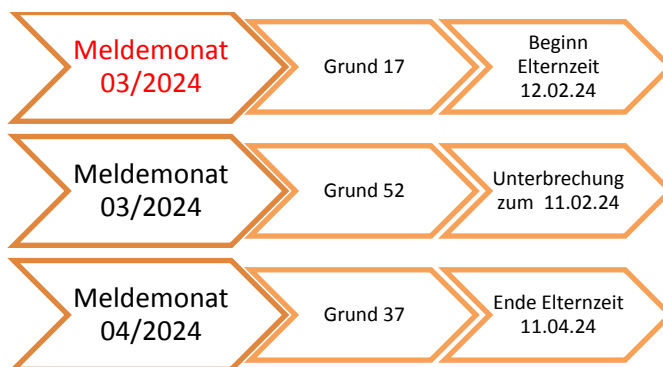 Meldemonat
03/2024
Grund 17
Beginn
Elternzeit
12.02.24
Meldemonat
03/2024
Grund 52
Unterbrechung
zum 11.02.24
Meldemonat
04/2024
Grund 37
Ende Elternzeit
11.04.24